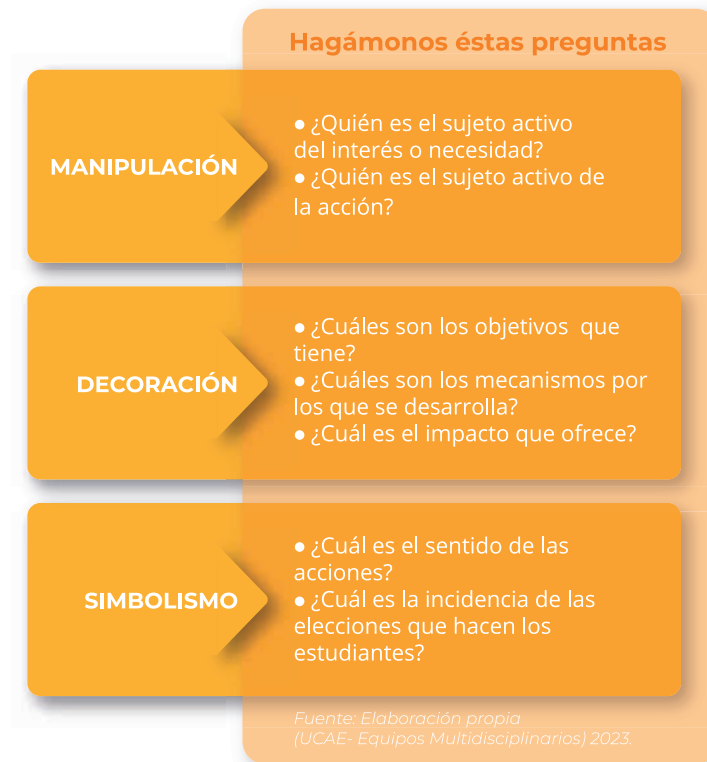 Hagámonos éstas preguntas
MANIPULACIÓN
● ¿Quién es el sujeto activo
del interés o necesidad?
● ¿Quién es el sujeto activo de
la acción?
DECORACIÓN
● ¿Cuáles son los objetivos que
tiene?
● ¿Cuáles son los mecanismos por
los que se desarrolla?
● ¿Cuál es el impacto que ofrece?
SIMBOLISMO
● ¿Cuál es el sentido de las
acciones?
● ¿Cuál es la incidencia de las
elecciones que hacen los
estudiantes?
Fuente: Elaboración propia
(UCAE- Equipos Multidisciplinarios) 2023.